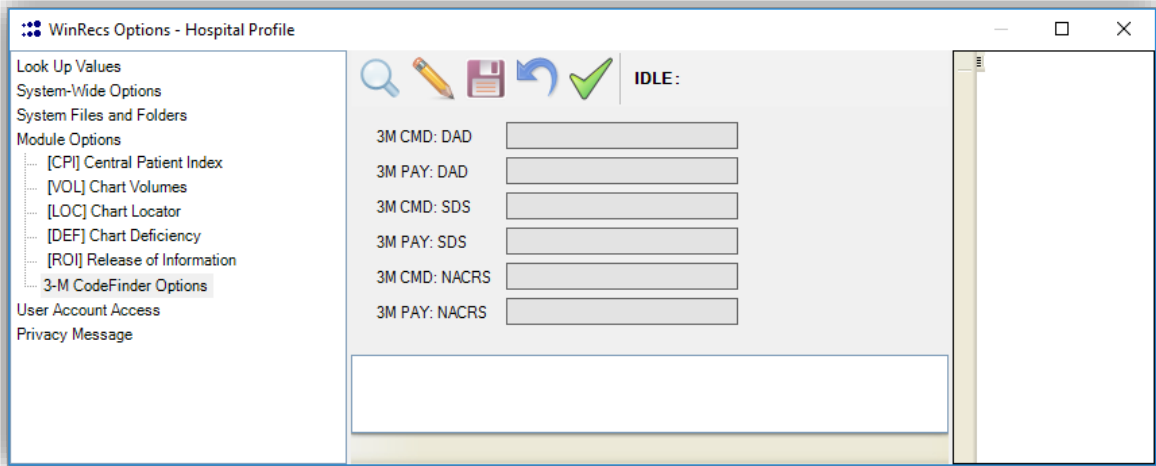 WinRecs Options - Hospital Profile
Look Up Values
System-Wide Options
System Files and Folders
Module Options
[CPI] Central Patient Index
[VOL] Chart Volumes
[LOC] Chart Locator
[DEF] Chart Deficiency
[ROI] Release of Information
3-M CodeFinder Options
User Account Access
Privacy Message
IDLE :
3M CMD: DAD
3M PAY: DAD
3M CMD: SDS
3M PAY: SDS
3M CMD: NACRS
3M PAY: NACRS